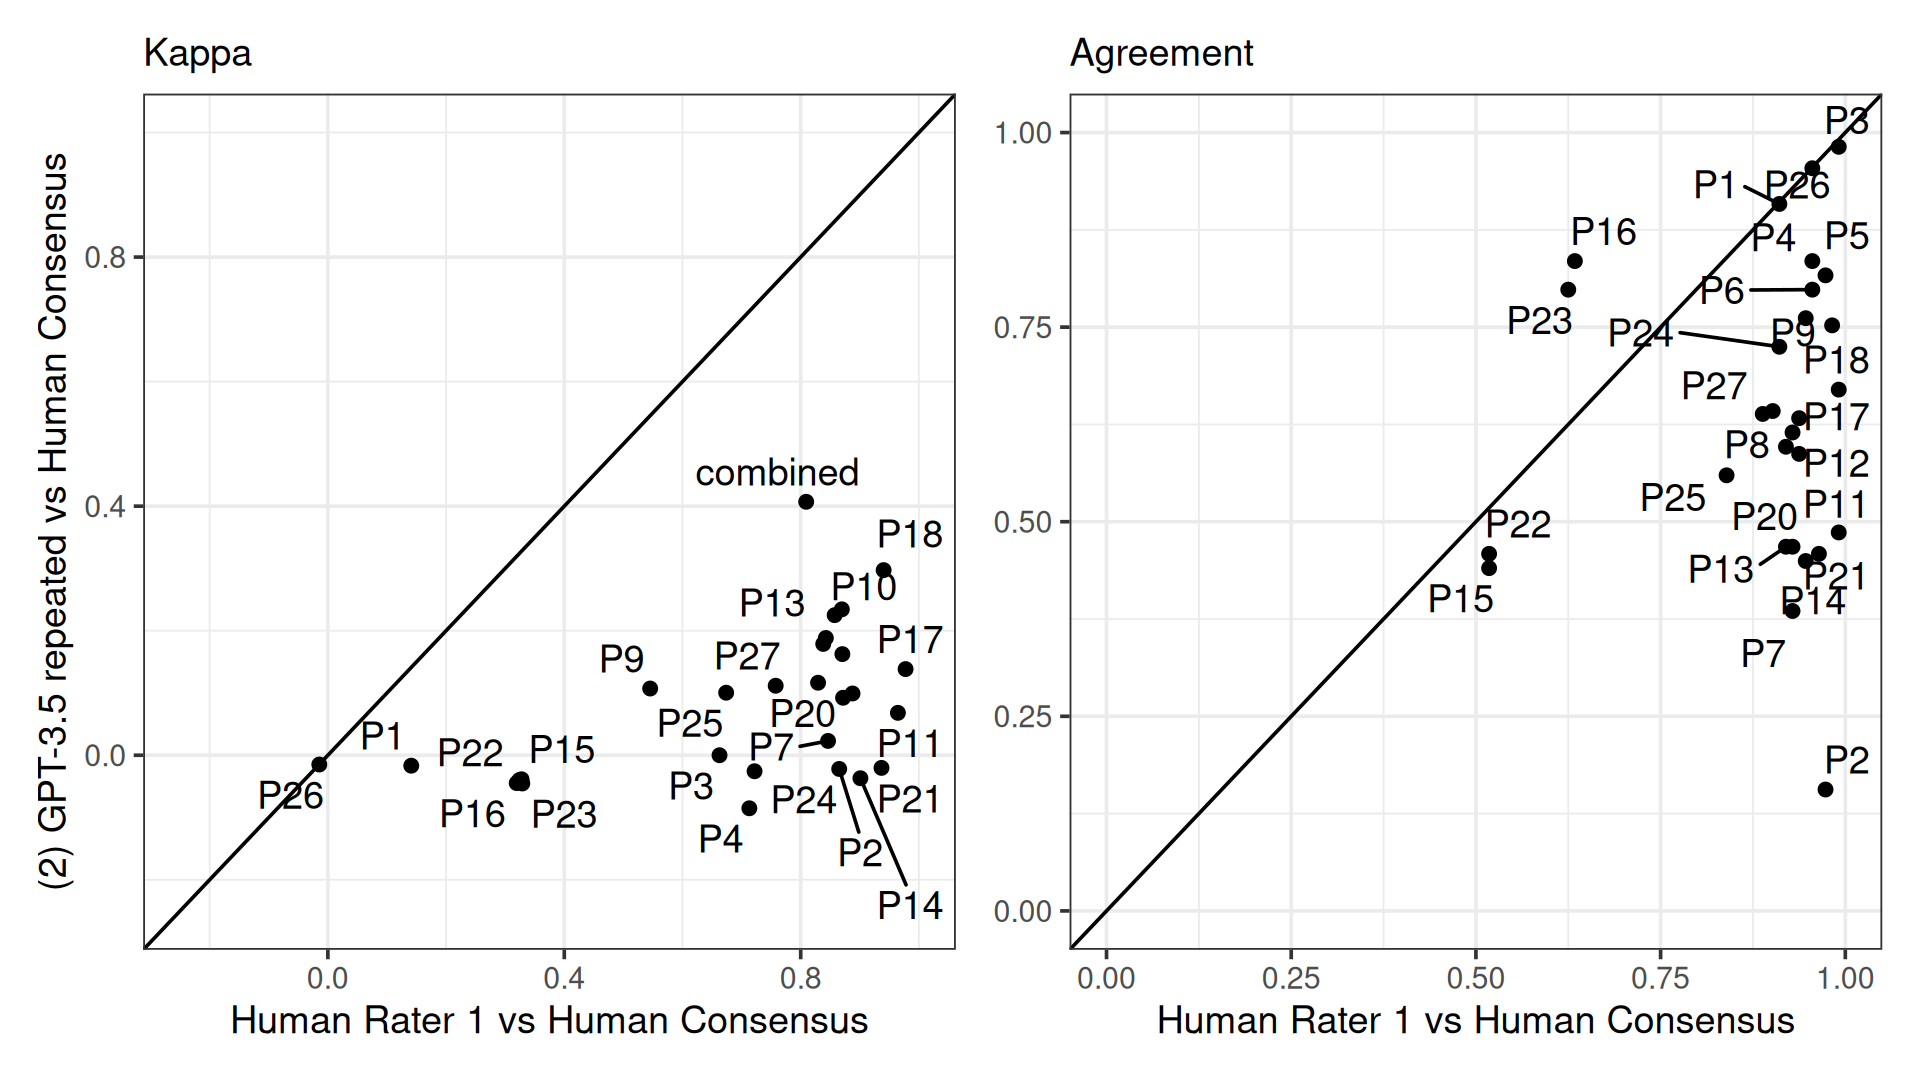 Kappa
Agreement
(2) GPT-3.5 repeated vs Human Consensus
0.8
0.4
0.0
combined
P18
P10
P13
P17
P9
P27
P25
P20
P1
P22
P15
P7
P11
P26
P16
P23
P3
P24
P21
P4
P2
P14
0.0
0.4
0.8
Human Rater 1 vs Human Consensus
1.00
0.75
0.50
0.25
0.00
P3
P1
P26
P16
P4
P5
P6
P23
P24
P9
P18
P27
P17
P8
P12
P25
P11
P20
P22
P13
P21
P15
P14
P7
P2
0.00
0.25
0.50
0.75
1.00
Human Rater 1 vs Human Consensus